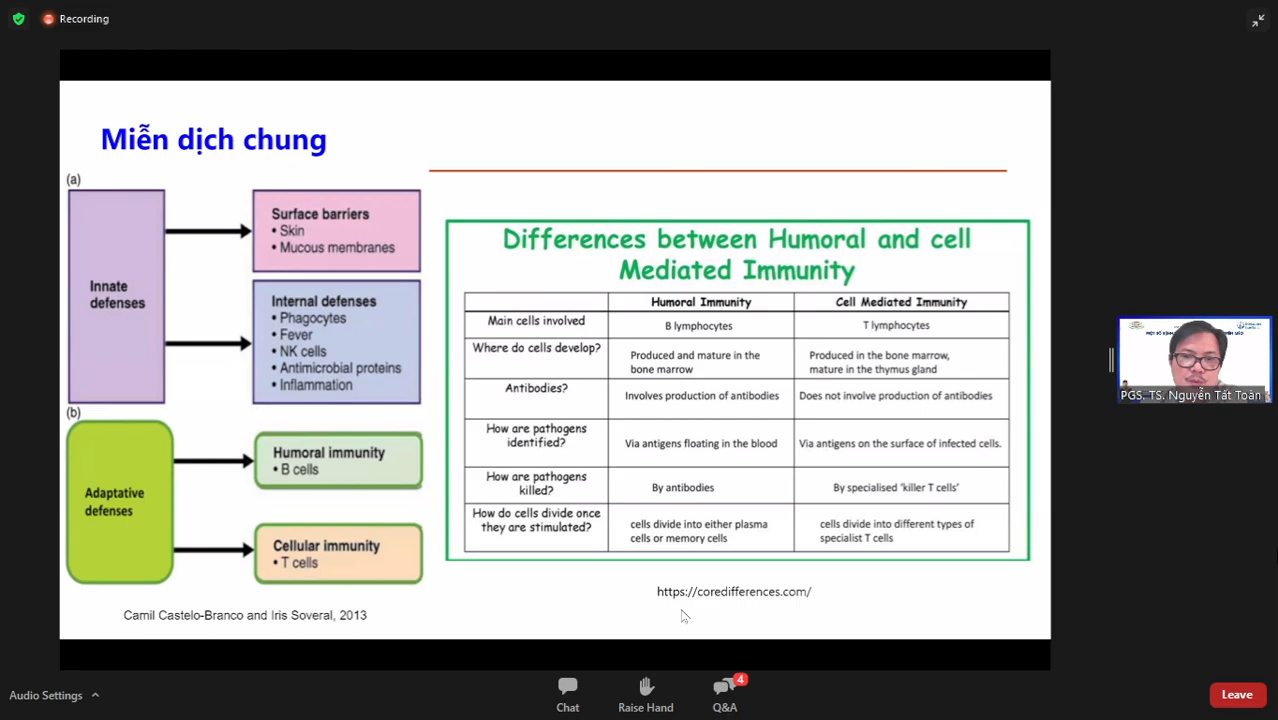 Recording
Miễn dịch chung
(a)
Innate
defenses
Surface barriers
• Skin
• Mucous membranes
Internal defenses
• Phagocytes
• Fever
• NK cells
• Antimicrobial proteins
• Inflammation
(b)
Adaptative
defenses
Humoral immunity
• B cells
Cellular immunity
• T cells
Camil Castelo-Branco and Iris Soveral, 2013
Differences between Humoral and cell
Mediated Immunity
Humoral Immunity
Cell Mediated Immunity
Main cells involved
B lymphocytes
T lymphocytes
Where do cells develop?
Produced and mature in the
bone marrow
Produced in the bone marrow,
mature in the thymus gland
Antibodies?
Involves production of antibodies
Does not involve production of antibodies
How are pathogens
identified?
Via antigens floating in the blood
Via antigens on the surface of infected cells.
How are pathogens
killed?
By antibodies
By specialised ‘killer T cells’
How do cells divide once
they are stimulated?
cells divide into either plasma
cells or memory cells
cells divide into different types of
specialist T cells
https://coredifferences.com/
PGS. TS. Nguyễn Tất Toàn
Audio Settings
Chat
Raise Hand
4
Q&A
Leave